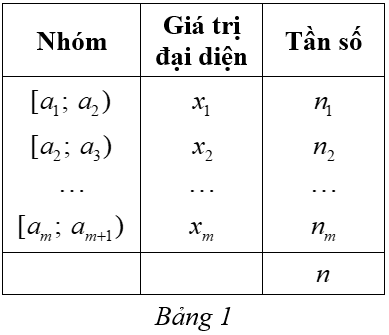 Nhóm Giá trị đại diện Tần số
[a₁; a₂) x₁ n₁
[a₂; a₃) x₂ n₂
... ... ...
[aₘ; aₘ₊₁) xₘ nₘ
n
Bảng 1